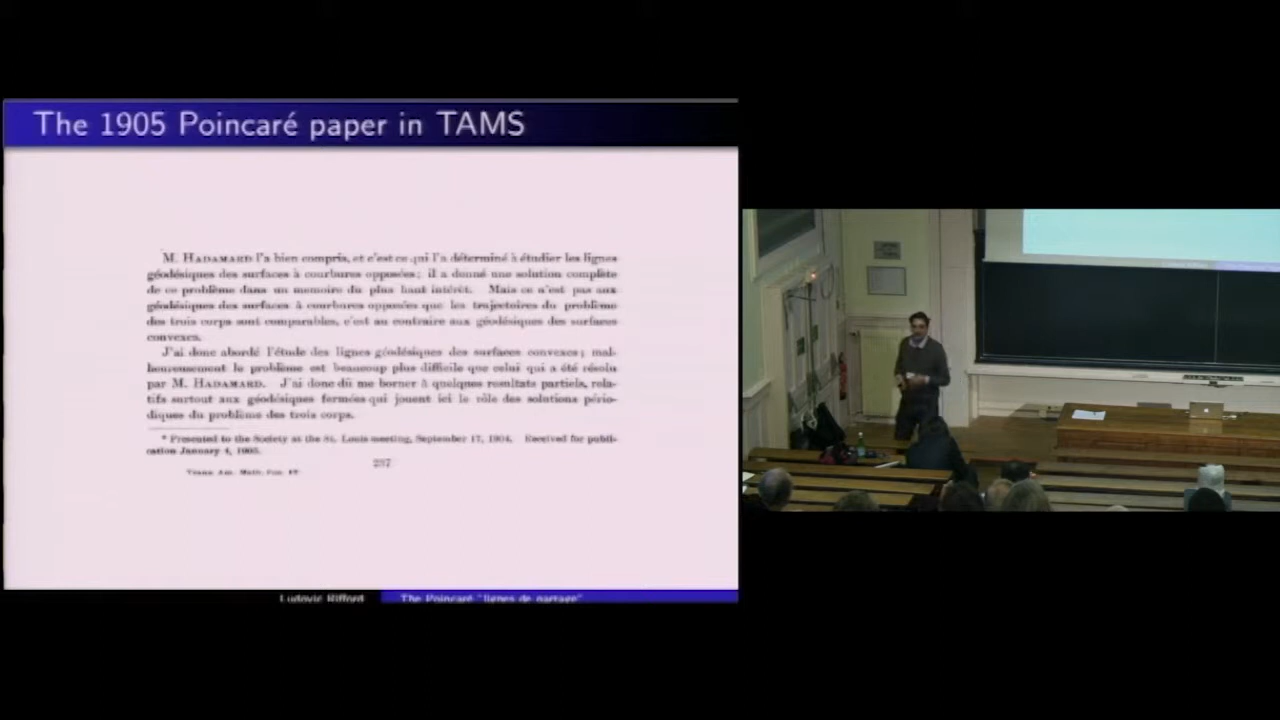 The 1905 Poincaré paper in TAMS
M. HADAMARD l'a bien compris, et c'est ce qui l'a déterminé à étudier les lignes
géodésiques des surfaces à courbures opposées; il a donné une solution complète
de ce problème dans un memoire du plus haut intérêt. Mais ce n'est pas aux
géodésiques des surfaces à courbures opposées que les trajectoires du problème
des trois corps sont comparables, c'est au contraire aux géodésiques des surfaces
convexes.
J'ai donc abordé l'étude des lignes géodésiques des surfaces convexes; mal-
heureusement le problème est beaucoup plus difficile que celui qui a été résolu
par M. HADAMARD. J'ai donc dû me borner à quelques resultats partiels, rela-
tifs surtout aux géodésiques fermées qui jouent ici le rôle des solutions pério-
diques du problème des trois corps.
* Presented to the Society at the St. Louis meeting, September 17, 1904. Received for publi-
cation January 4, 1905.
237
Trans. Am. Math. Soc. 17
Ludovic Rifford
The Poincaré "lignes de partage"